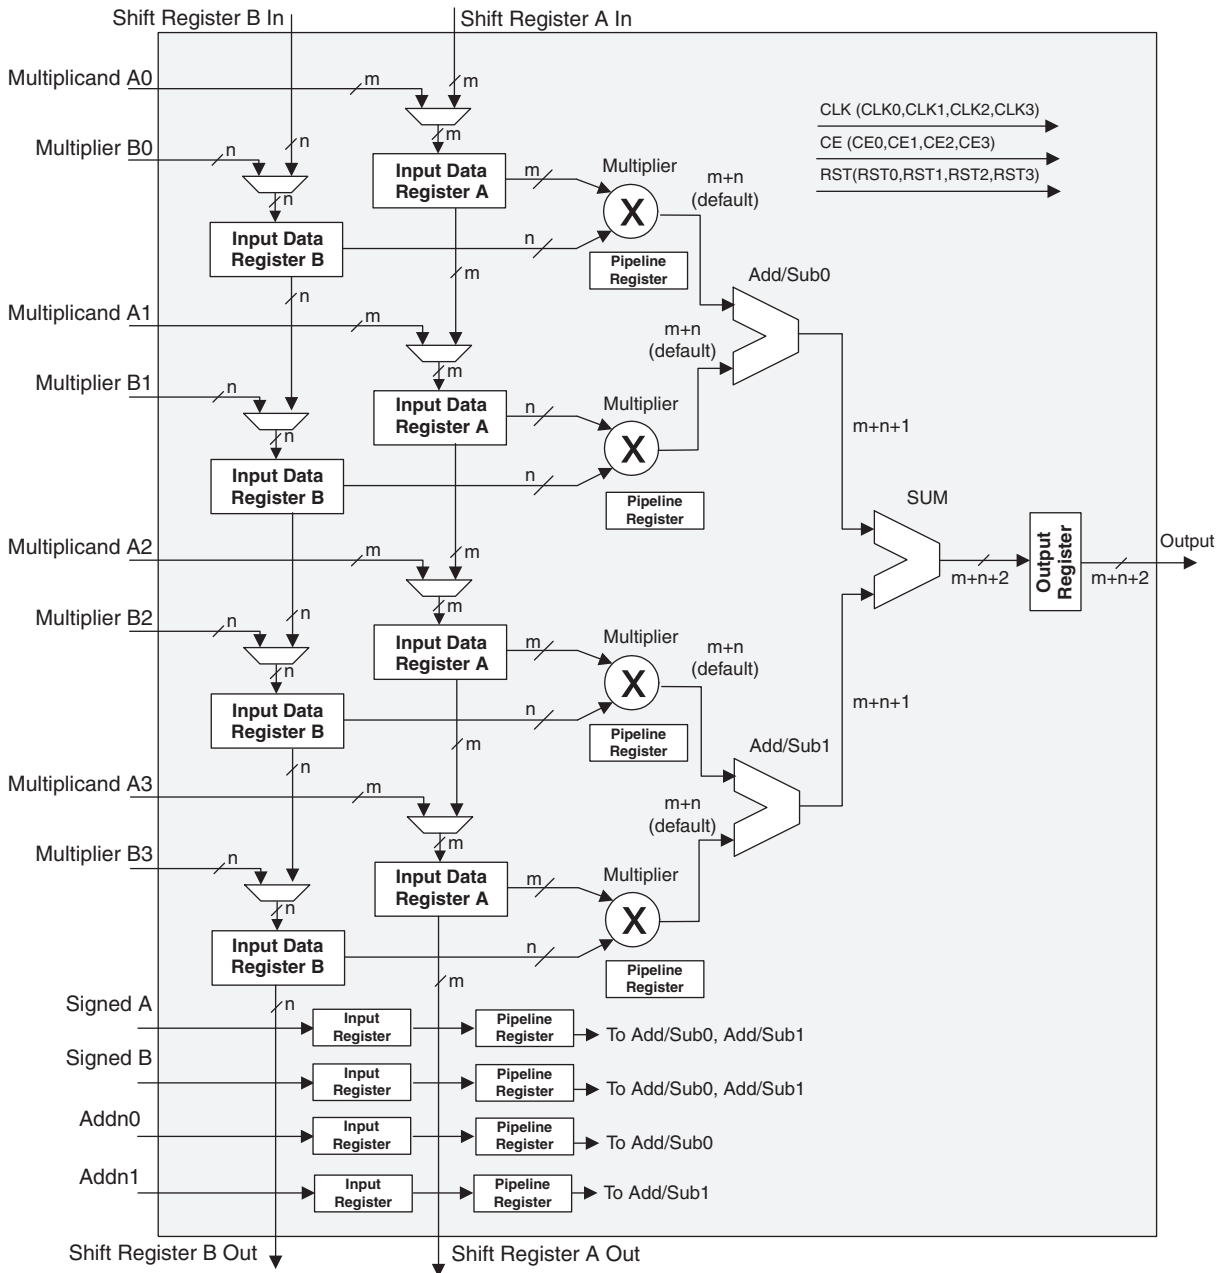 Shift Register B In
Shift Register A In
Multiplicand A0
m
m
m
CLK (CLK0,CLK1,CLK2,CLK3)
CE (CE0,CE1,CE2,CE3)
RST(RST0,RST1,RST2,RST3)
Multiplier B0
n
n
n
Input Data
Register A
m
Multiplier
X
m+n
(default)
Input Data
Register B
n
Pipeline
Register
m
n
Add/Sub0
Multiplicand A1
m
m
m+n
(default)
Multiplier B1
n
n
Input Data
Register A
n
Multiplier
X
m+n+1
Input Data
Register B
n
Pipeline
Register
SUM
Multiplicand A2
m
m
m
m+n+2
Output
Register
m+n+2
Output
Multiplier B2
n
n
n
Input Data
Register A
m
Multiplier
X
m+n
(default)
Input Data
Register B
n
Pipeline
Register
m+n+1
m
n
Add/Sub1
Multiplicand A3
m
m
m+n
(default)
Multiplier B3
n
n
Input Data
Register A
m
Multiplier
X
Input Data
Register B
n
Pipeline
Register
m
n
Signed A
Input
Register
Pipeline
Register
To Add/Sub0, Add/Sub1
Signed B
Input
Register
Pipeline
Register
To Add/Sub0, Add/Sub1
Addn0
Input
Register
Pipeline
Register
To Add/Sub0
Addn1
Input
Register
Pipeline
Register
To Add/Sub1
Shift Register B Out
Shift Register A Out